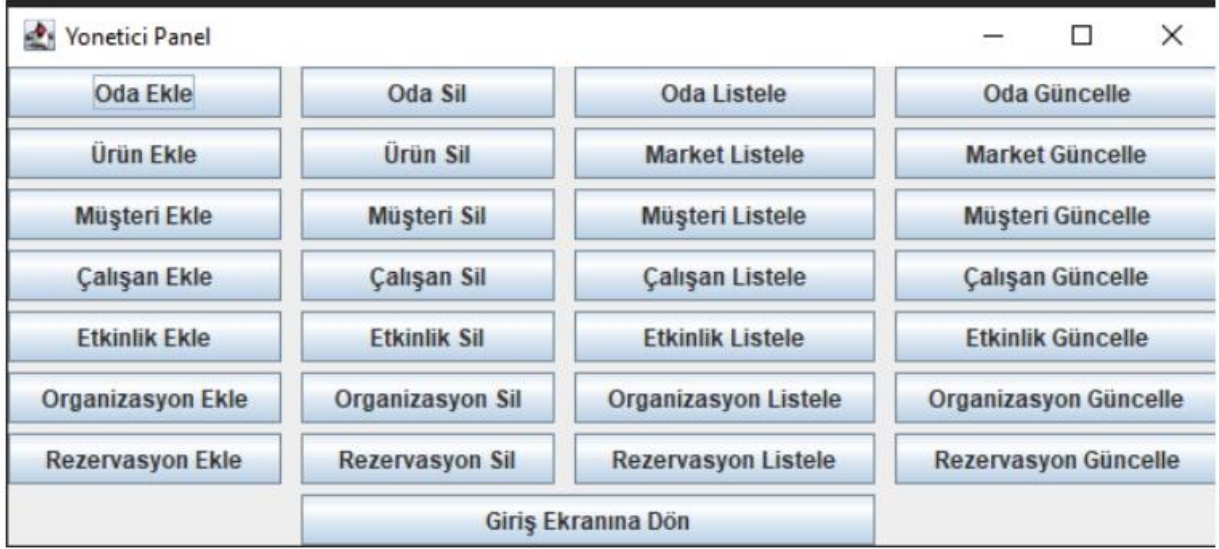 Yonetici Panel
Oda Ekle Oda Sil Oda Listele Oda Güncelle
Ürün Ekle Ürün Sil Market Listele Market Güncelle
Müşteri Ekle Müşteri Sil Müşteri Listele Müşteri Güncelle
Çalışan Ekle Çalışan Sil Çalışan Listele Çalışan Güncelle
Etkinlik Ekle Etkinlik Sil Etkinlik Listele Etkinlik Güncelle
Organizasyon Ekle Organizasyon Sil Organizasyon Listele Organizasyon Güncelle
Rezervasyon Ekle Rezervasyon Sil Rezervasyon Listele Rezervasyon Güncelle
Giriş Ekranına Dön